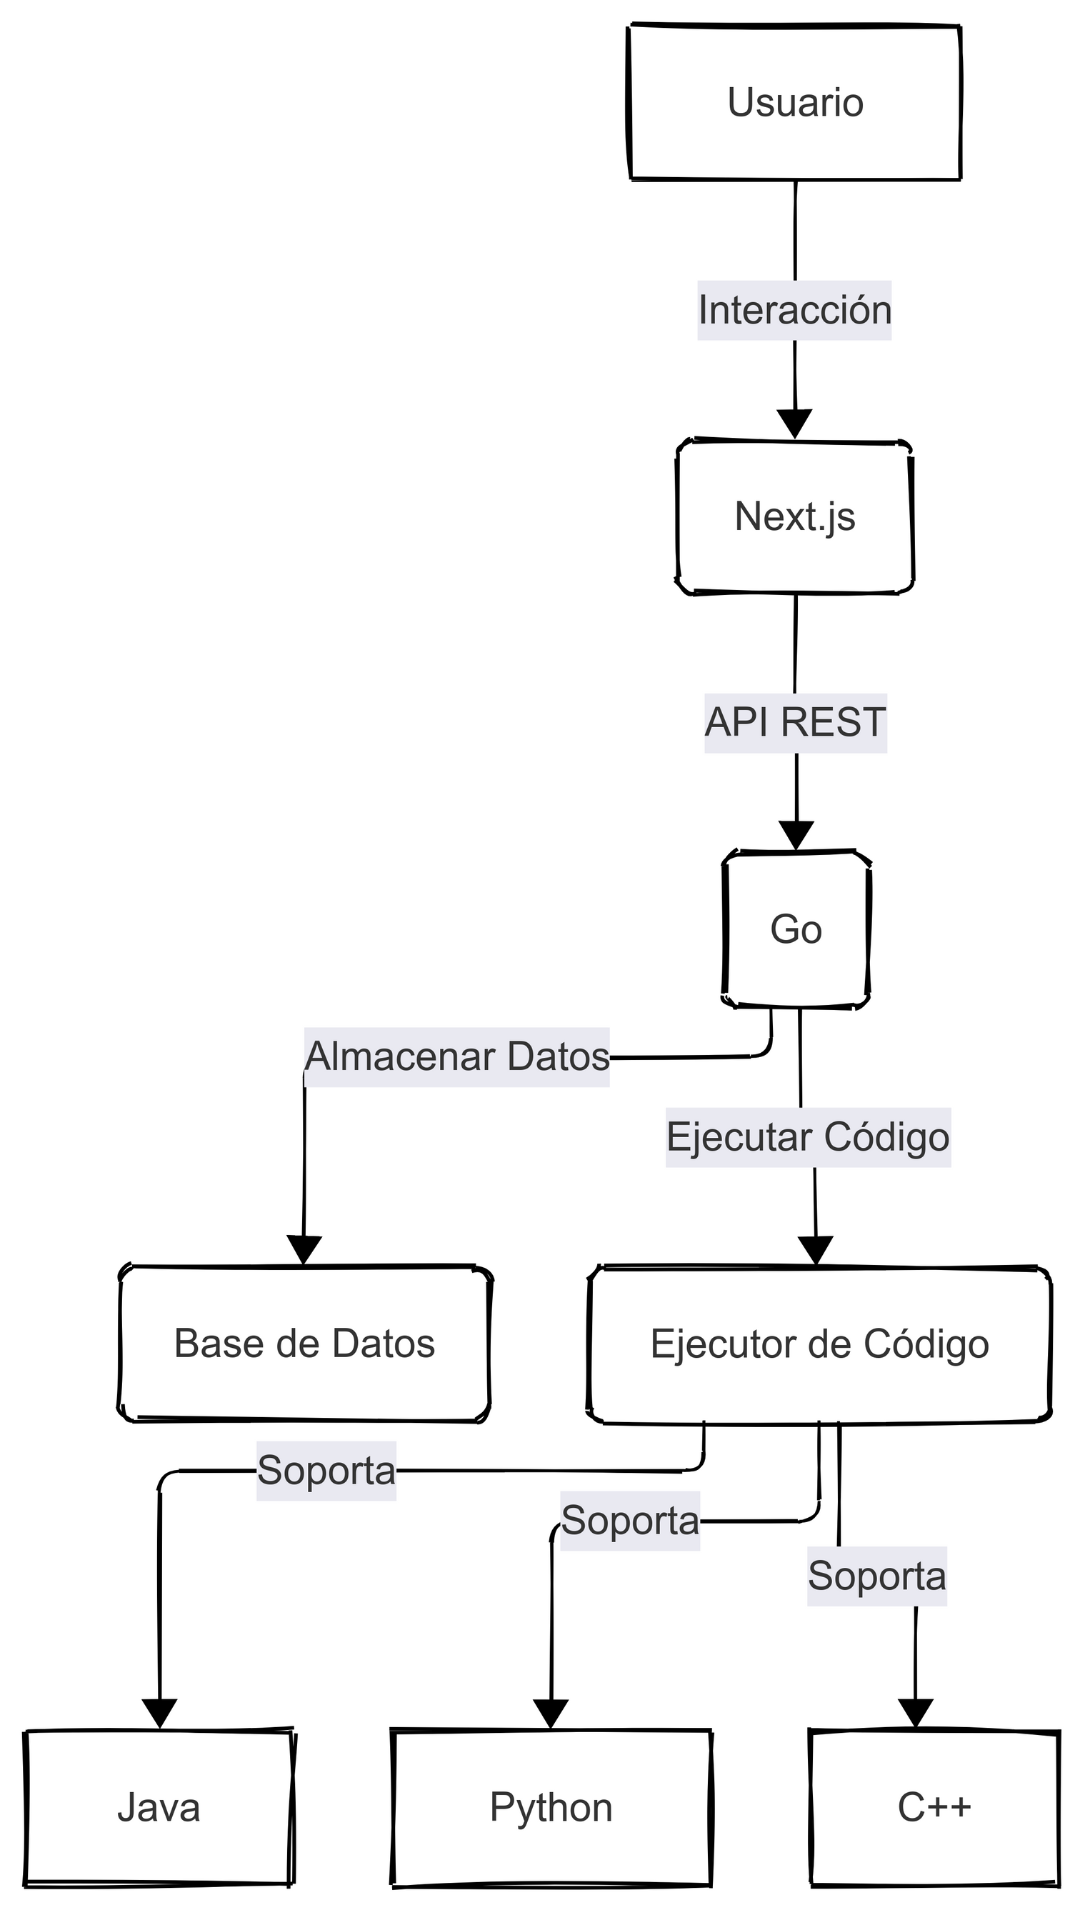 Usuario
Interacción
Next.js
API REST
Go
Almacenar Datos
Ejecutar Código
Base de Datos
Ejecutor de Código
Soporta
Soporta
Soporta
Java
Python
C++